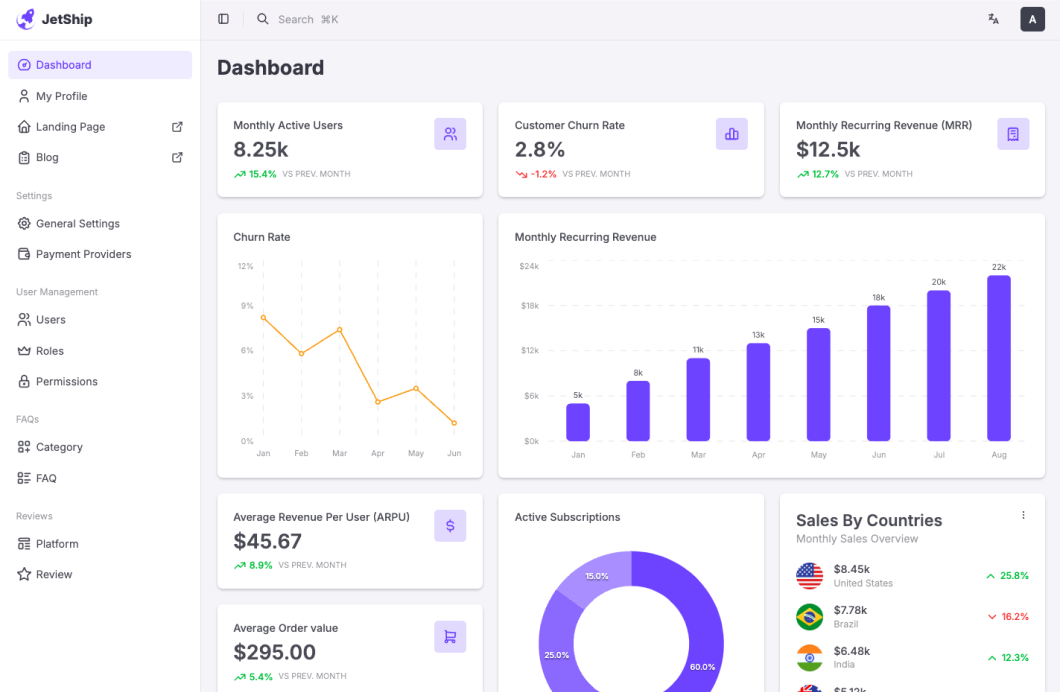 JetShip
Search ⌘K
A
Dashboard
My Profile
Landing Page
Blog
Settings
General Settings
Payment Providers
User Management
Users
Roles
Permissions
FAQs
Category
FAQ
Reviews
Platform
Review
Dashboard
Monthly Active Users
8.25k
15.4% VS PREV. MONTH
Customer Churn Rate
2.8%
-1.2% VS PREV. MONTH
Monthly Recurring Revenue (MRR)
$12.5k
12.7% VS PREV. MONTH
Churn Rate
12%
9%
6%
3%
0%
Jan Feb Mar Apr May Jun
Monthly Recurring Revenue
$24k
$18k
$12k
$6k
$0k
5k 8k 11k 13k 15k 18k 20k 22k
Jan Feb Mar Apr May Jun Jul Aug
Average Revenue Per User (ARPU)
$45.67
8.9% VS PREV. MONTH
Average Order value
$295.00
5.4% VS PREV. MONTH
Active Subscriptions
15.0%
25.0%
60.0%
Sales By Countries
Monthly Sales Overview
$8.45k
United States
25.8%
$7.78k
Brazil
16.2%
$6.48k
India
12.3%
$5.12k